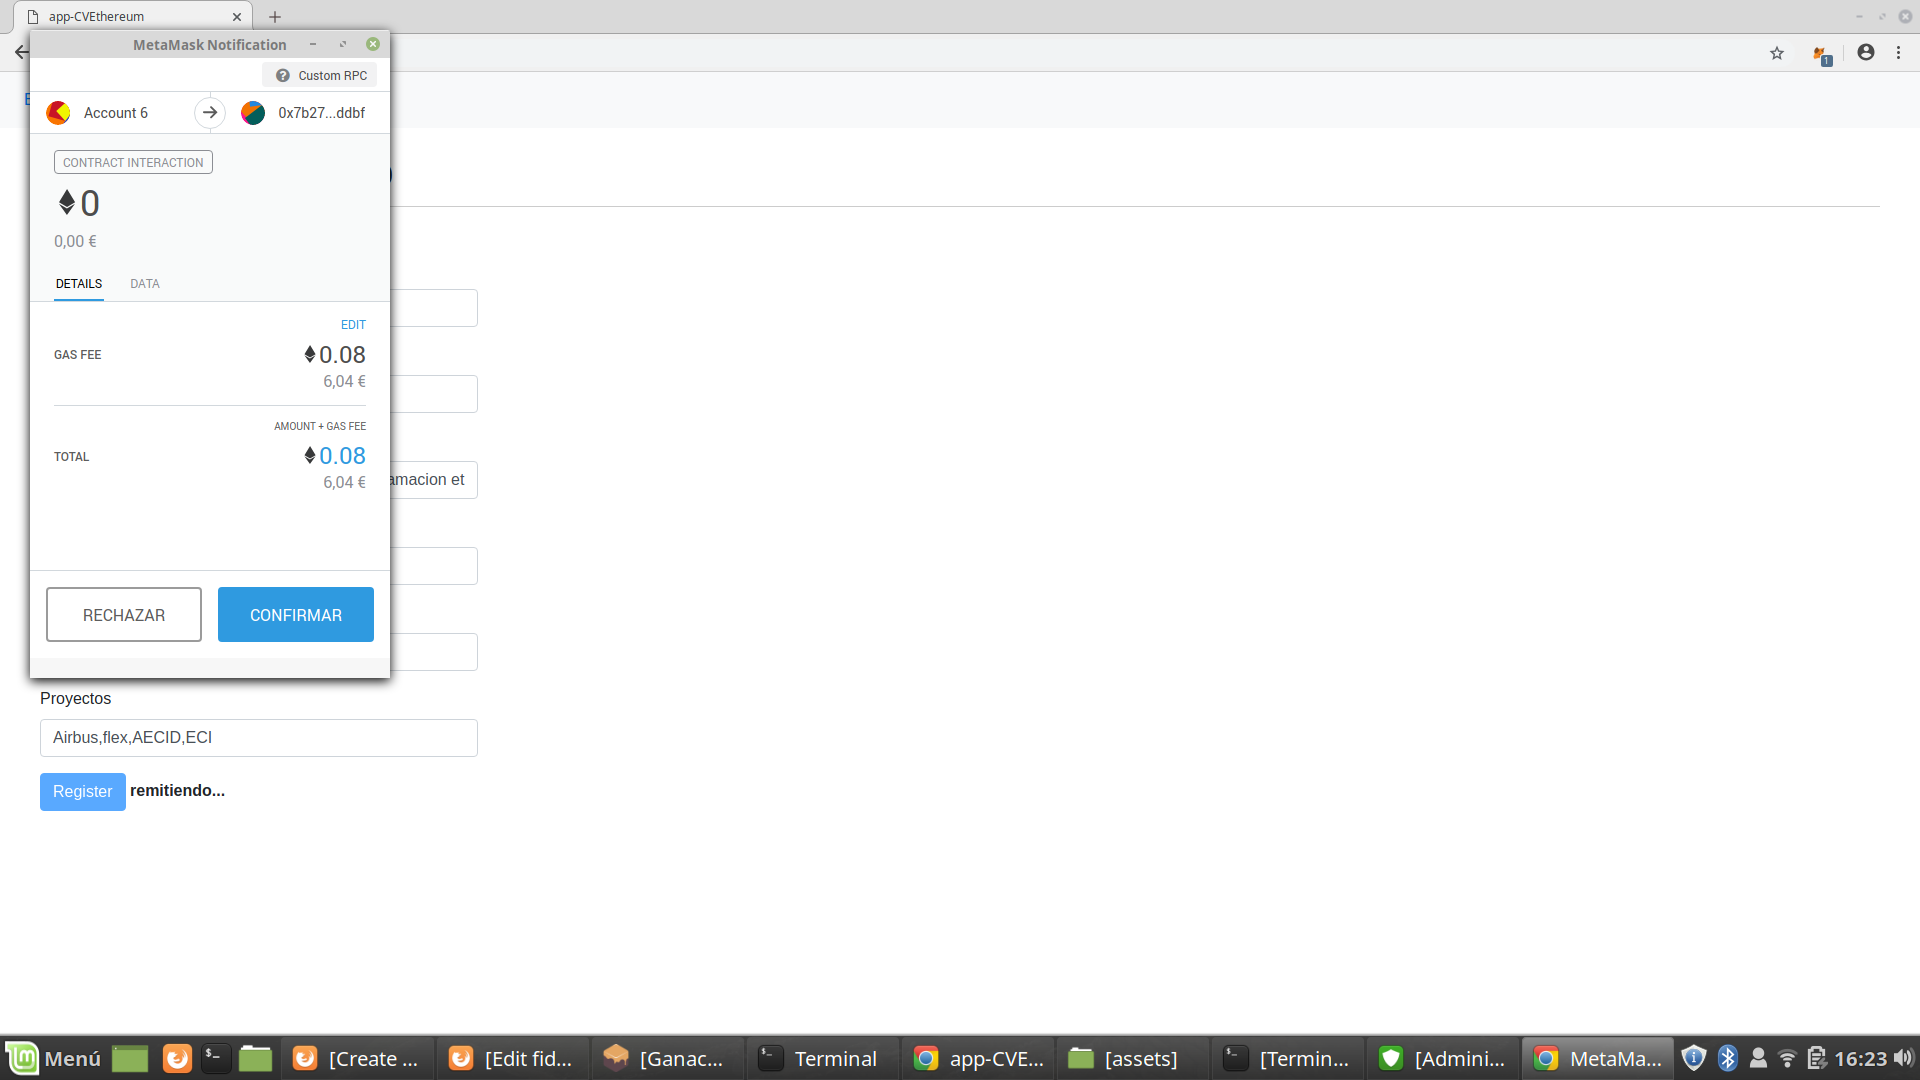 app-CVEthereum
MetaMask Notification
Custom RPC
Account 6
0x7b27...ddbf
CONTRACT INTERACTION
0
0,00 €
DETAILS
DATA
EDIT
GAS FEE
0.08
6,04 €
AMOUNT + GAS FEE
TOTAL
0.08
6,04 €
amacion et
RECHAZAR
CONFIRMAR
Proyectos
Airbus,flex,AECID,ECI
Register remitiendo...
1
Menú
[Create ...
[Edit fid...
[Ganac...
Terminal
app-CVE...
[assets]
[Termin...
[Admini...
MetaMa...
16:23